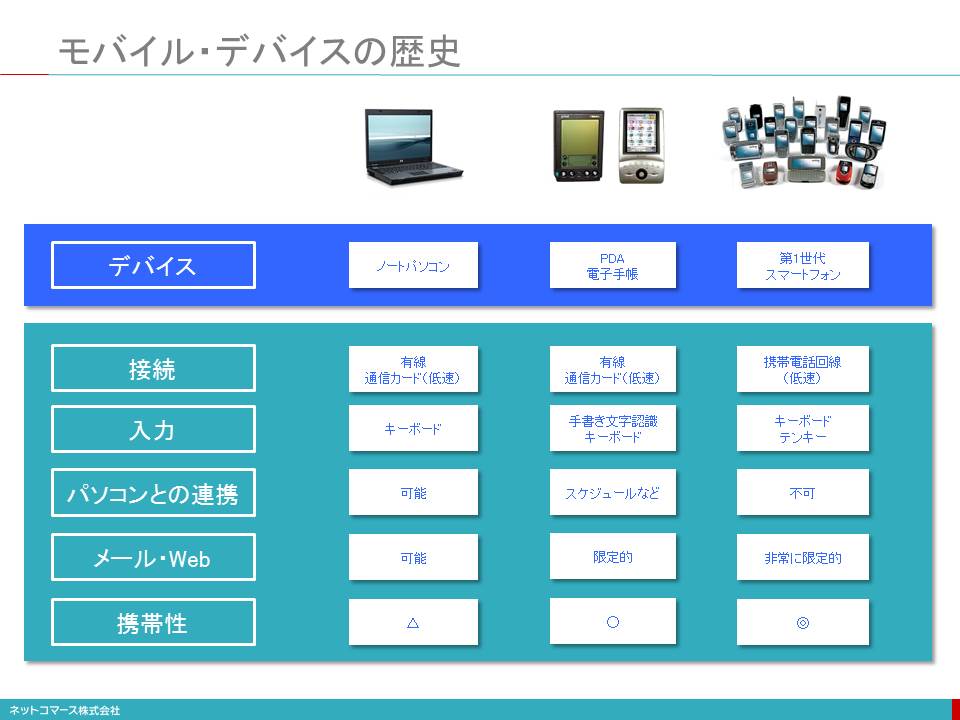 モバイル・デバイスの歴史
デバイス
ノートパソコン
PDA
電子手帳
第1世代
スマートフォン
接続
有線
通信カード(低速)
有線
通信カード(低速)
携帯電話回線
(低速)
入力
キーボード
手書き文字認識
キーボード
キーボード
テンキー
パソコンとの連携
可能
スケジュールなど
不可
メール・Web
可能
限定的
非常に限定的
携帯性
△
○
◎
ネットコマース株式会社